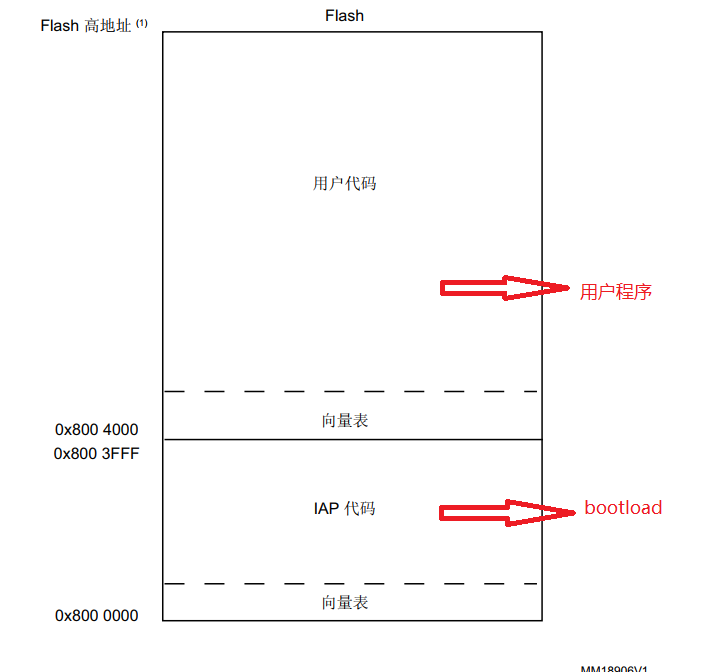 Flash
Flash 高地址 (1)
用户代码
用户程序
向量表
0x800 4000
0x800 3FFF
IAP 代码
bootload
向量表
0x800 0000
MM18906V1